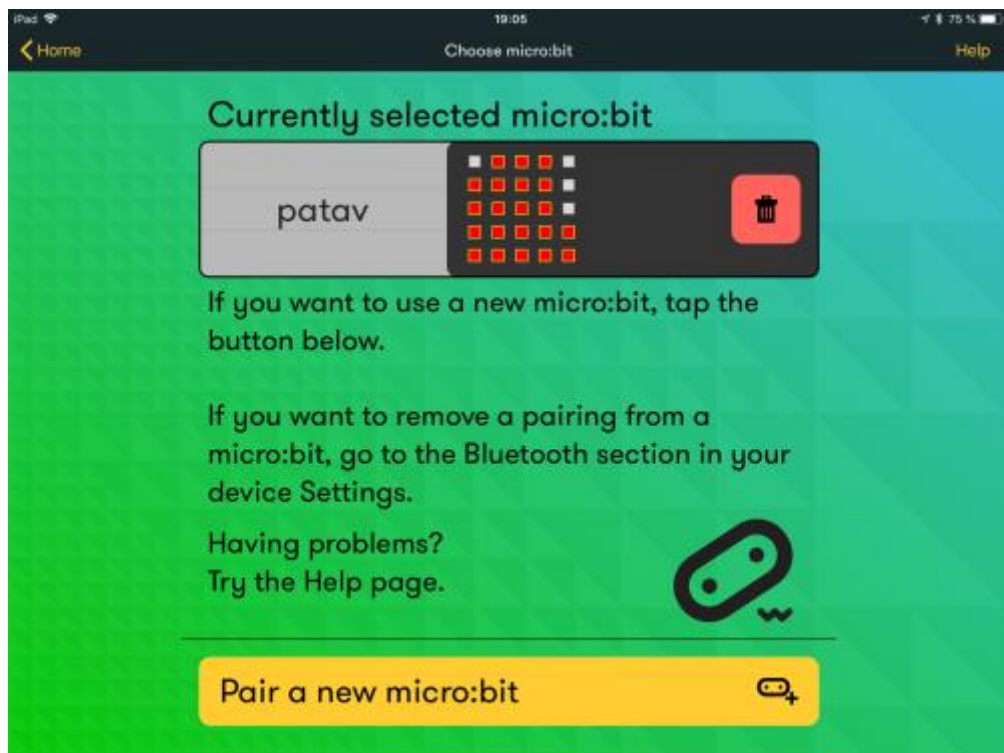 iPad 19:05 75 %
Home Choose micro:bit Help
Currently selected micro:bit
patav
If you want to use a new micro:bit, tap the
button below.
If you want to remove a pairing from a
micro:bit, go to the Bluetooth section in your
device Settings.
Having problems?
Try the Help page.
Pair a new micro:bit